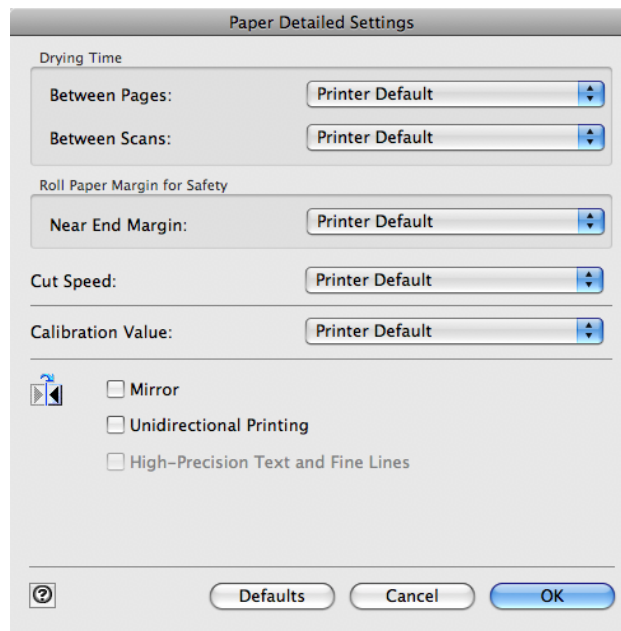 Paper Detailed Settings
Drying Time
Between Pages: Printer Default
Between Scans: Printer Default
Roll Paper Margin for Safety
Near End Margin: Printer Default
Cut Speed: Printer Default
Calibration Value: Printer Default
Mirror
Unidirectional Printing
High-Precision Text and Fine Lines
? Defaults Cancel OK